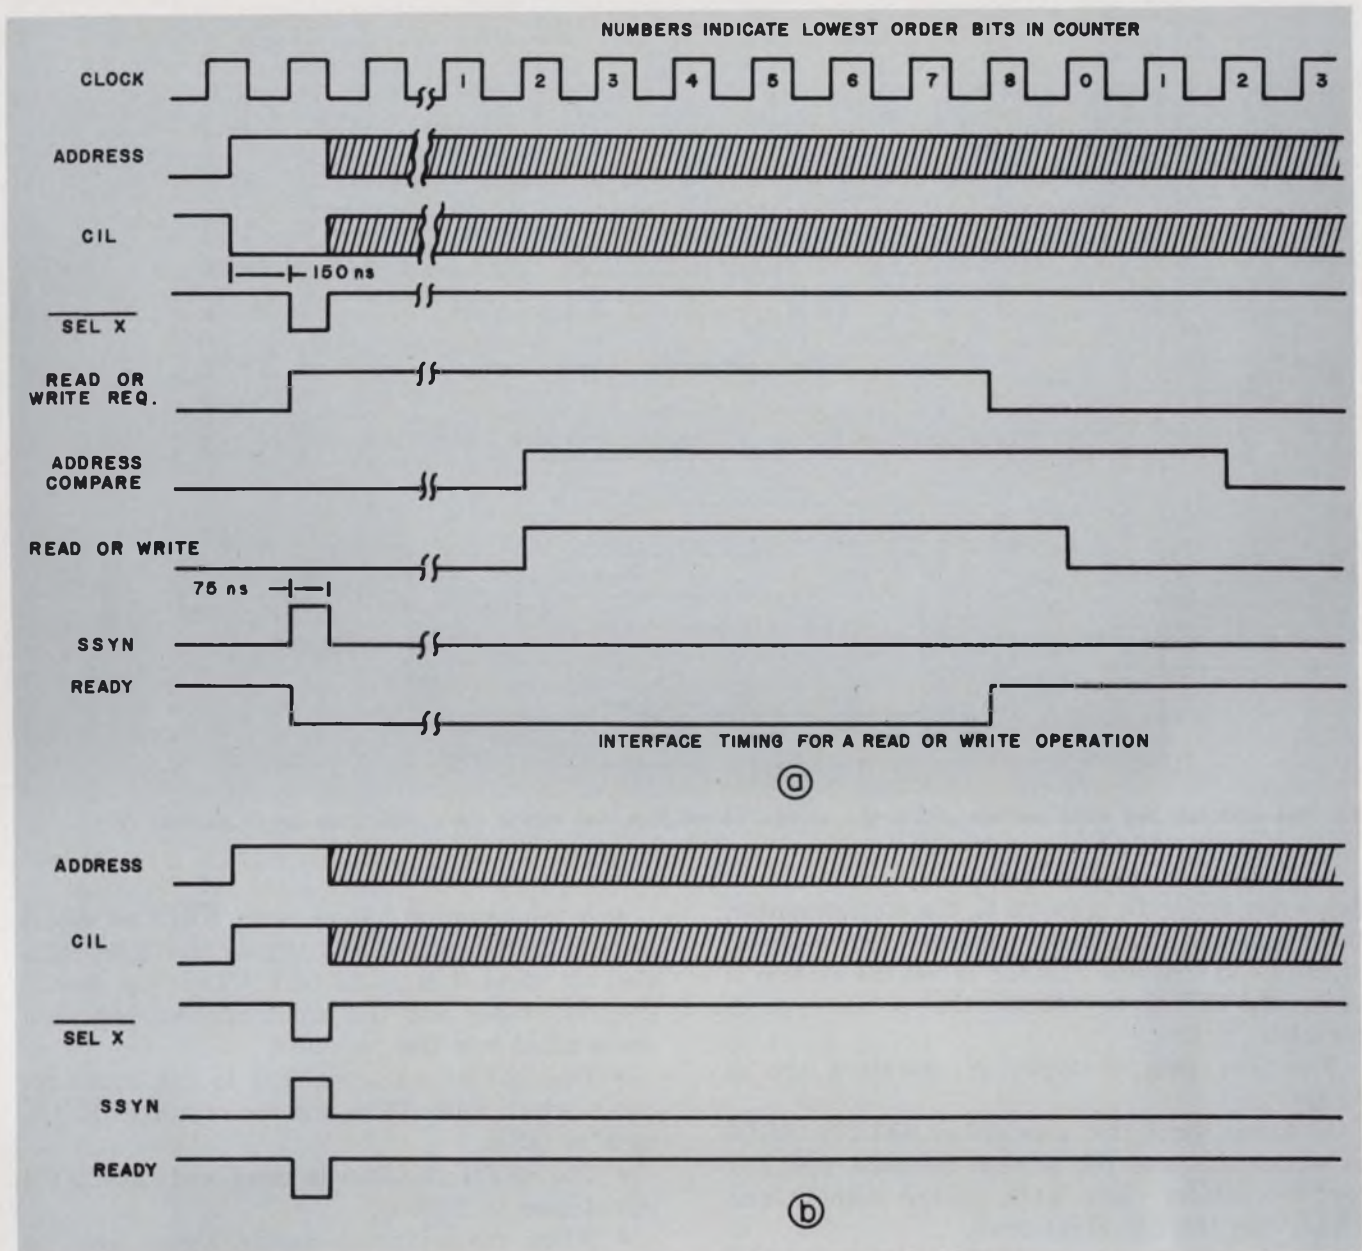 NUMBERS INDICATE LOWEST ORDER BITS IN COUNTER
CLOCK 1 2 3 4 5 6 7 8 0 1 2 3
ADDRESS
CIL
150 ns
SEL X
READ OR
WRITE REQ.
ADDRESS
COMPARE
READ OR WRITE
75 ns
SSYN
READY
INTERFACE TIMING FOR A READ OR WRITE OPERATION
a
ADDRESS
CIL
SEL X
SSYN
READY
b